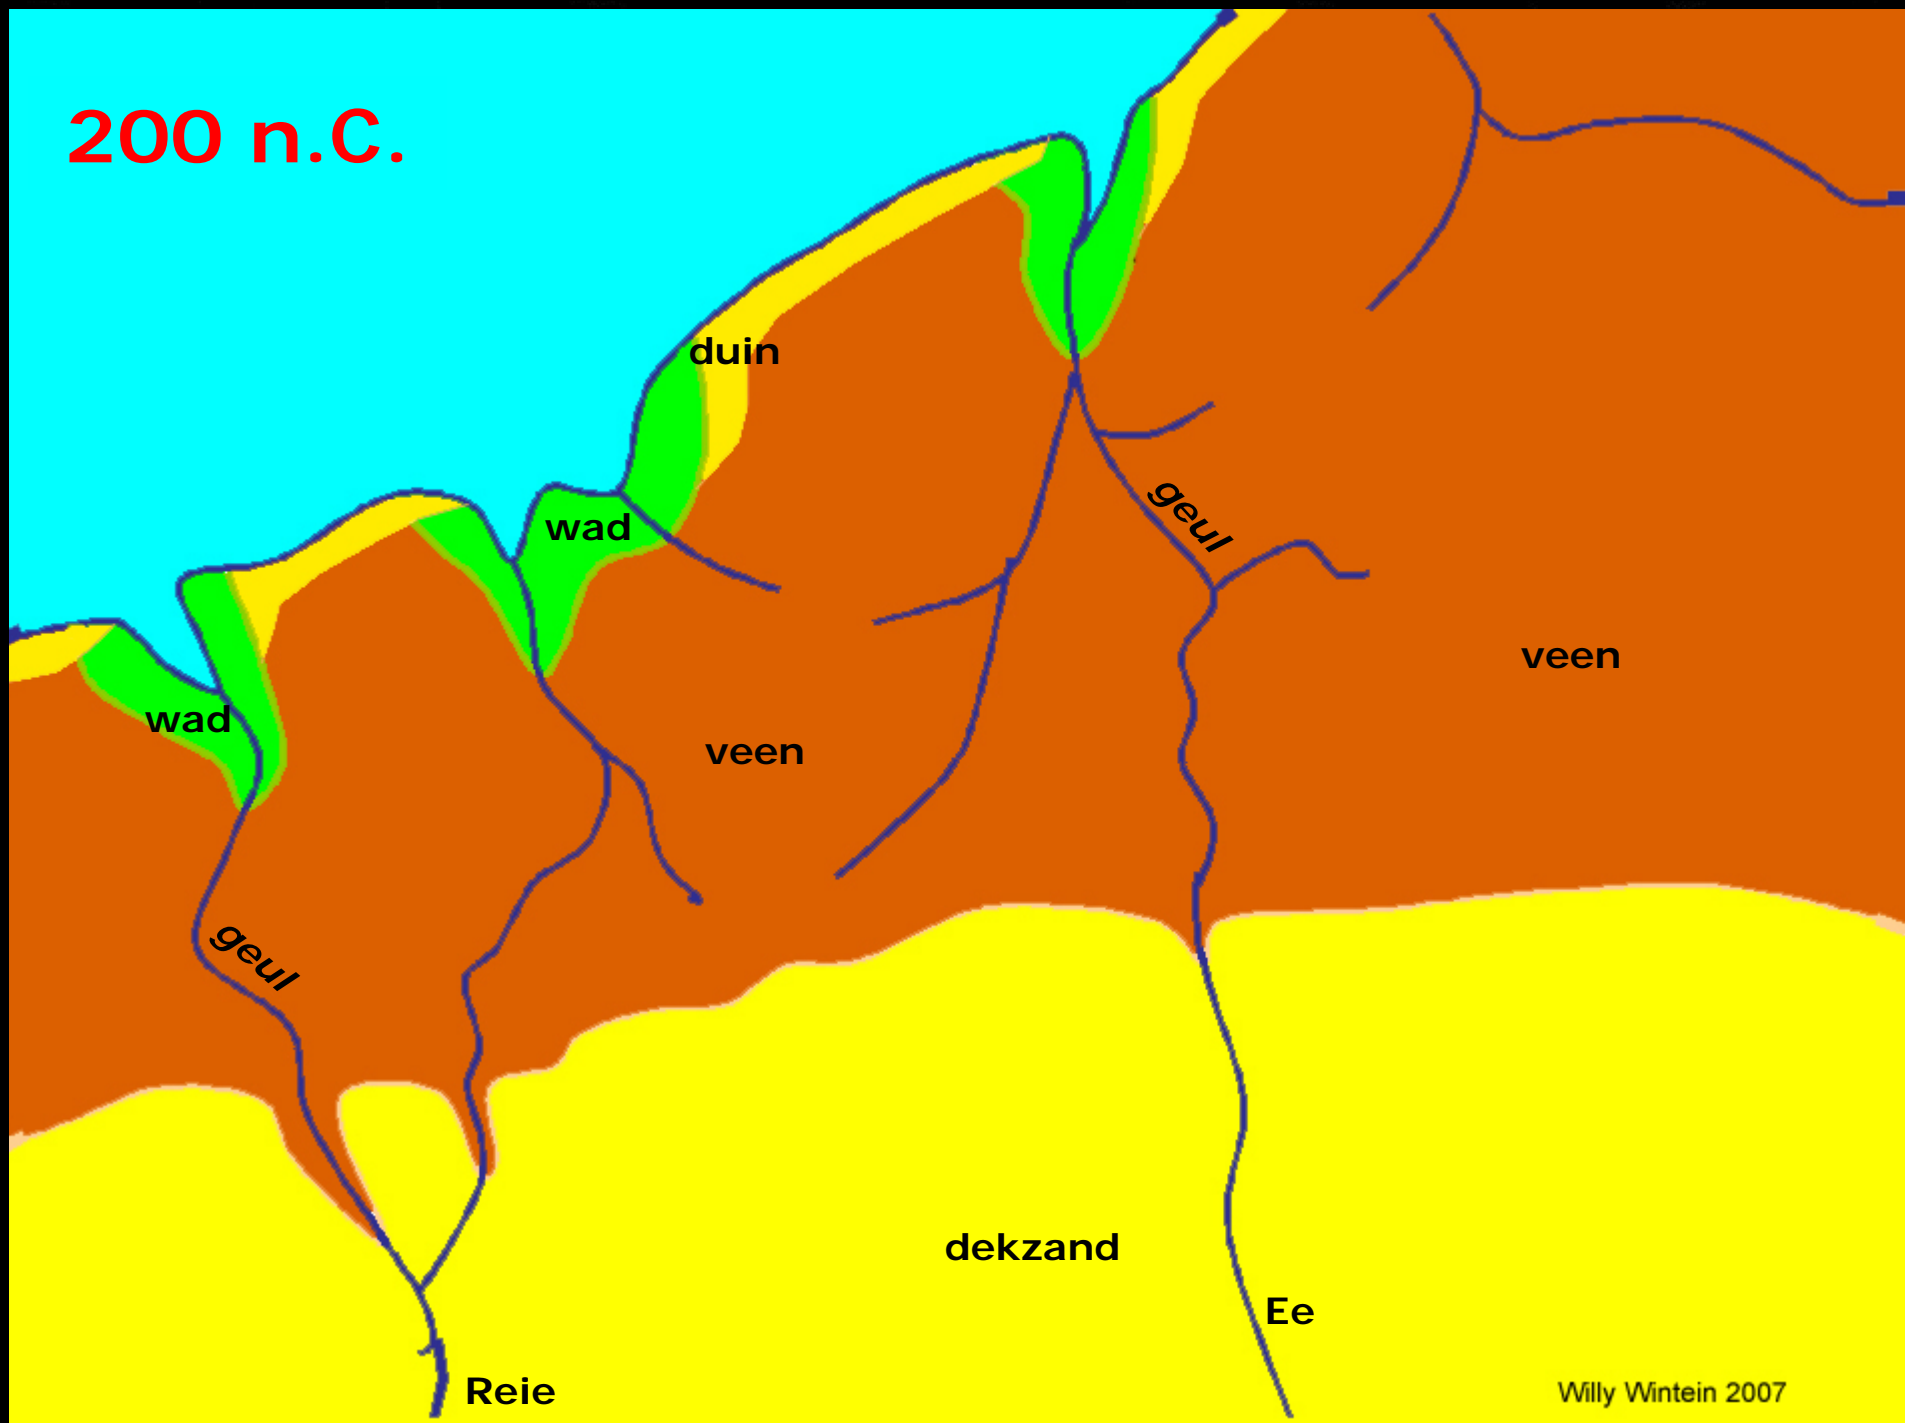 200 n.C.
duin
wad
geul
veen
wad
veen
geul
dekzand
Ee
Reie
Willy Wintein 2007